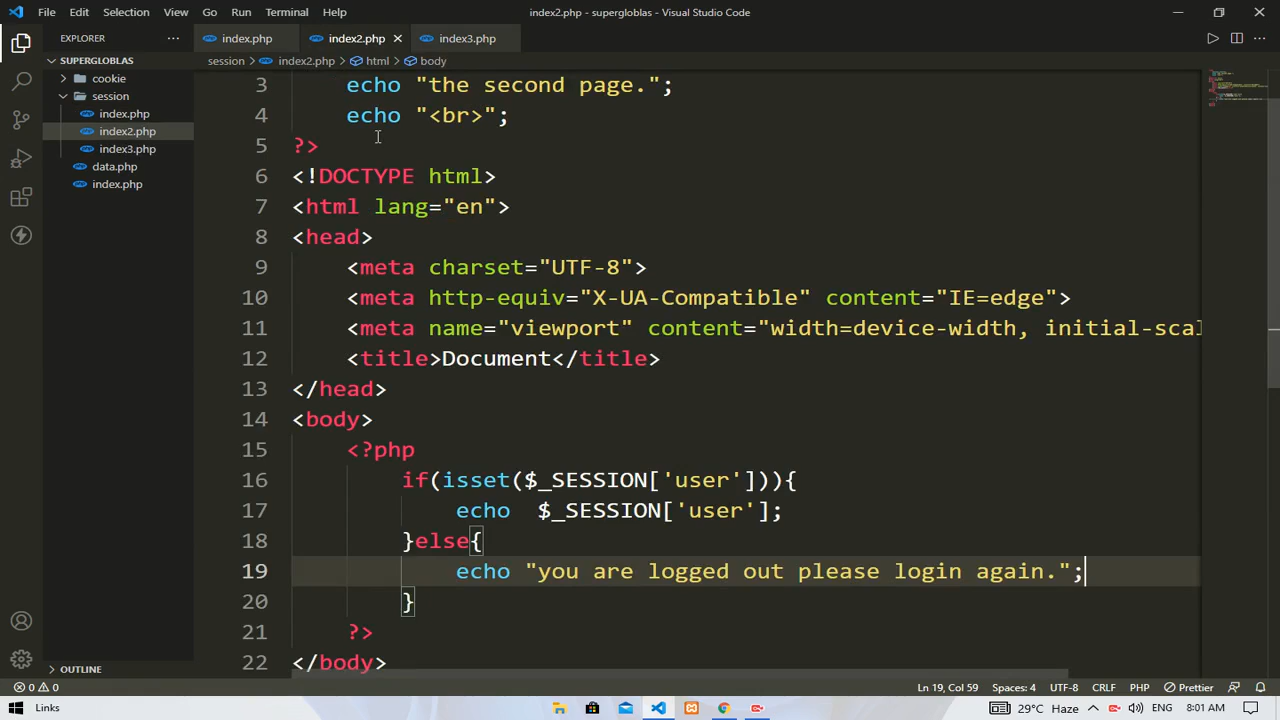 File Edit Selection View Go Run Terminal Help
index2.php - supergloblas - Visual Studio Code
EXPLORER
index.php
index2.php
index3.php
SUPERGLOBLAS
session > index2.php > html > body
cookie
session
index.php
index2.php
index3.php
data.php
index.php
3 echo "the second page.";
4 echo "<br>";
5 ?>
6 <!DOCTYPE html>
7 <html lang="en">
8 <head>
9 <meta charset="UTF-8">
10 <meta http-equiv="X-UA-Compatible" content="IE=edge">
11 <meta name="viewport" content="width=device-width, initial-scal
12 <title>Document</title>
13 </head>
14 <body>
15 <?php
16 if(isset($_SESSION['user'])){
17 echo  $_SESSION['user'];
18 }else{
19 echo "you are logged out please login again.";
20 }
21 ?>
22 </body>
OUTLINE
0 0
Ln 19, Col 59 Spaces: 4 UTF-8 CRLF PHP Prettier
Links
29°C Haze ENG 8:01 AM